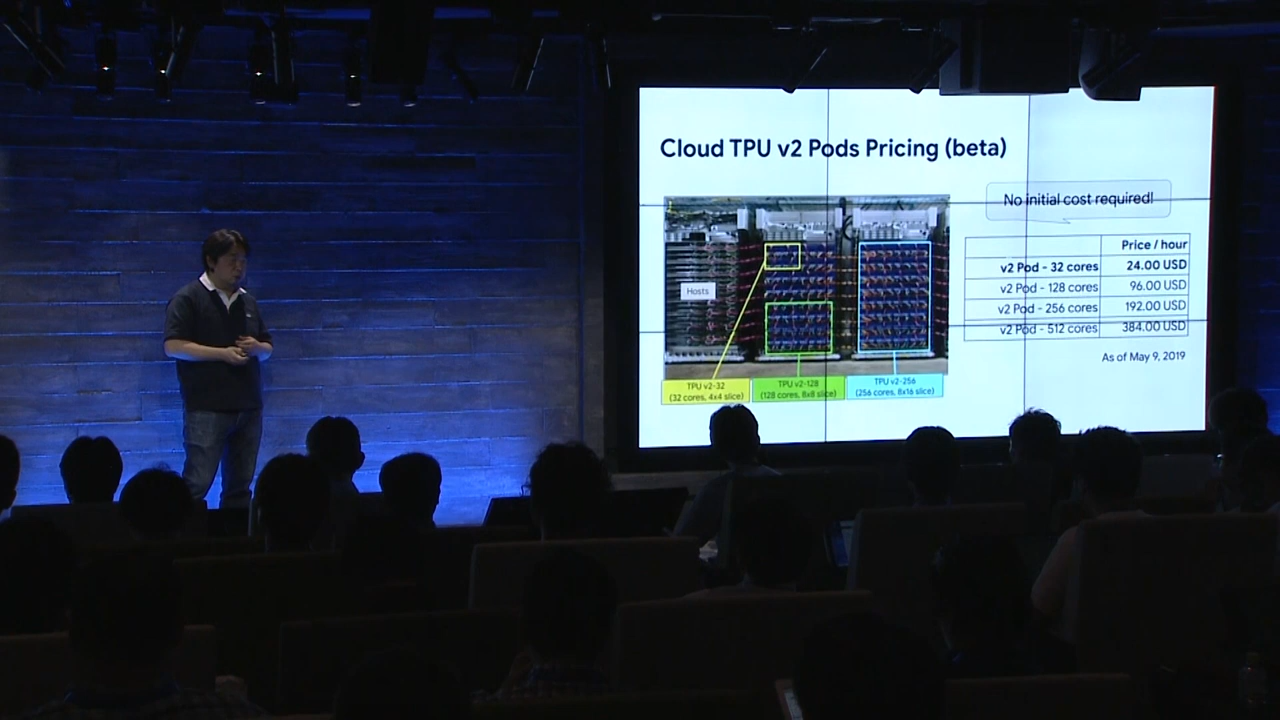 Cloud TPU v2 Pods Pricing (beta)
No initial cost required!
Hosts
Price / hour
v2 Pod - 32 cores 24.00 USD
v2 Pod - 128 cores 96.00 USD
v2 Pod - 256 cores 192.00 USD
v2 Pod - 512 cores 384.00 USD
As of May 9, 2019
TPU v2-32
(32 cores, 4x4 slice)
TPU v2-128
(128 cores, 8x8 slice)
TPU v2-256
(256 cores, 8x16 slice)